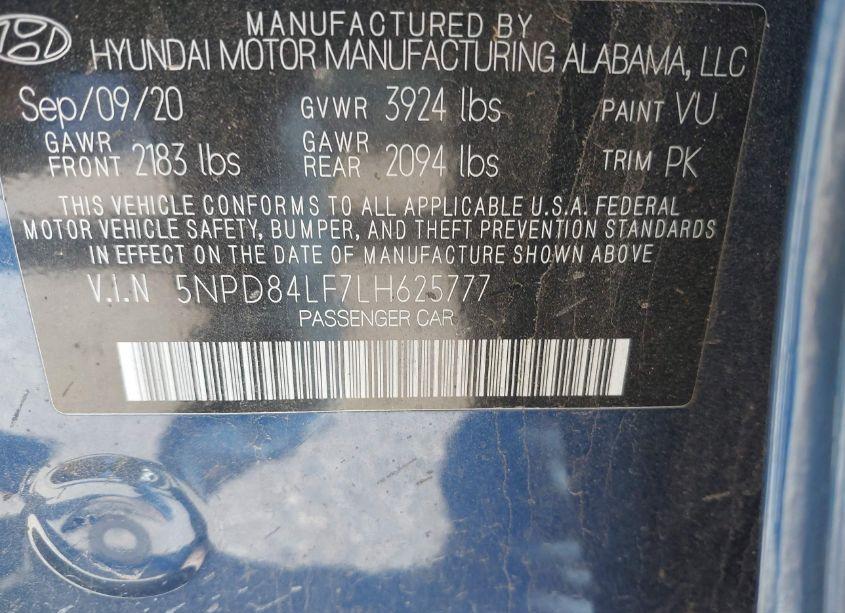 MANUFACTURED BY
HYUNDAI MOTOR MANUFACTURING ALABAMA, LLC
Sep/09/20 GVWR 3924 lbs PAINT VU
GAWR FRONT 2183 lbs GAWR REAR 2094 lbs TRIM PK
THIS VEHICLE CONFORMS TO ALL APPLICABLE U.S.A. FEDERAL
MOTOR VEHICLE SAFETY, BUMPER, AND THEFT PREVENTION STANDARDS
IN EFFECT ON THE DATE OF MANUFACTURE SHOWN ABOVE
V.I.N 5NPD84LF7LH625777
PASSENGER CAR